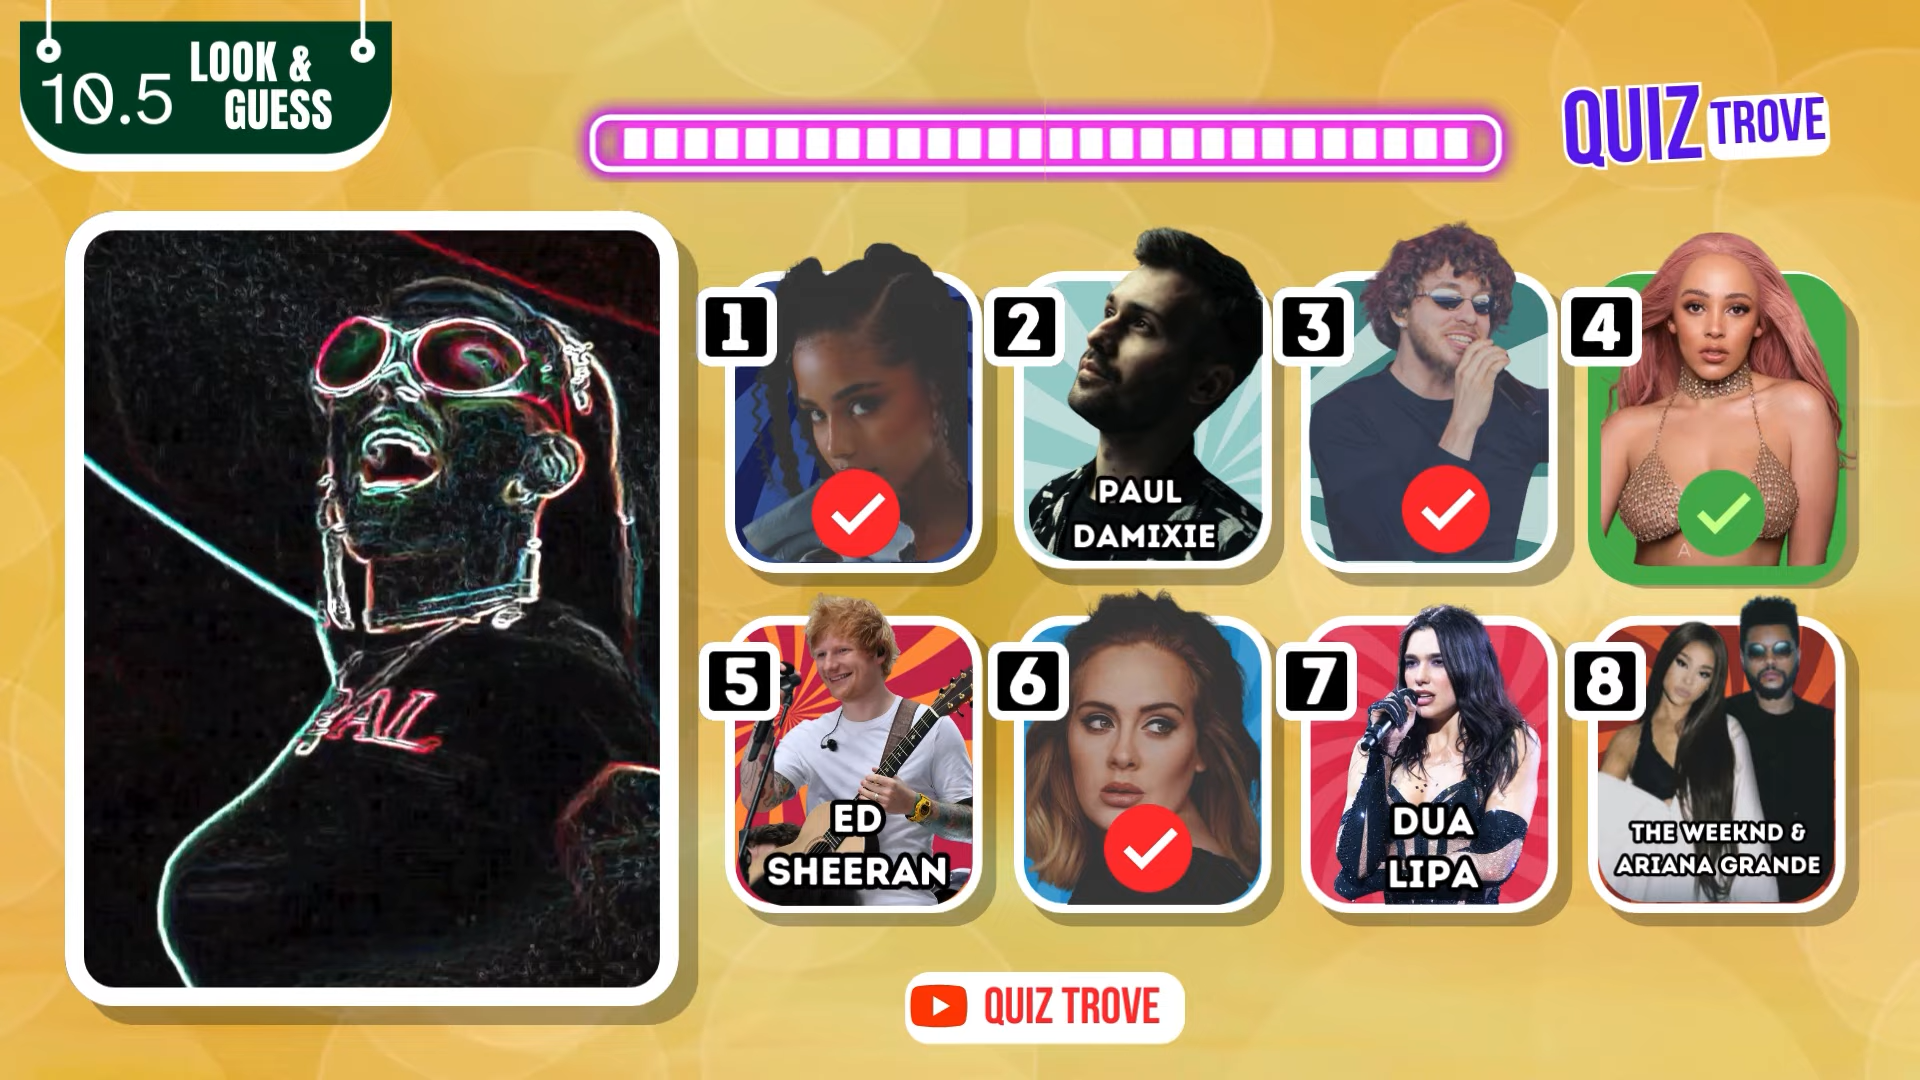 10.5
LOOK &
GUESS
QUIZ TROVE
1
2
3
4
PAUL
DAMIXIE
A
5
6
7
8
ED
SHEERAN
DUA
LIPA
THE WEEKND &
ARIANA GRANDE
QUIZ TROVE